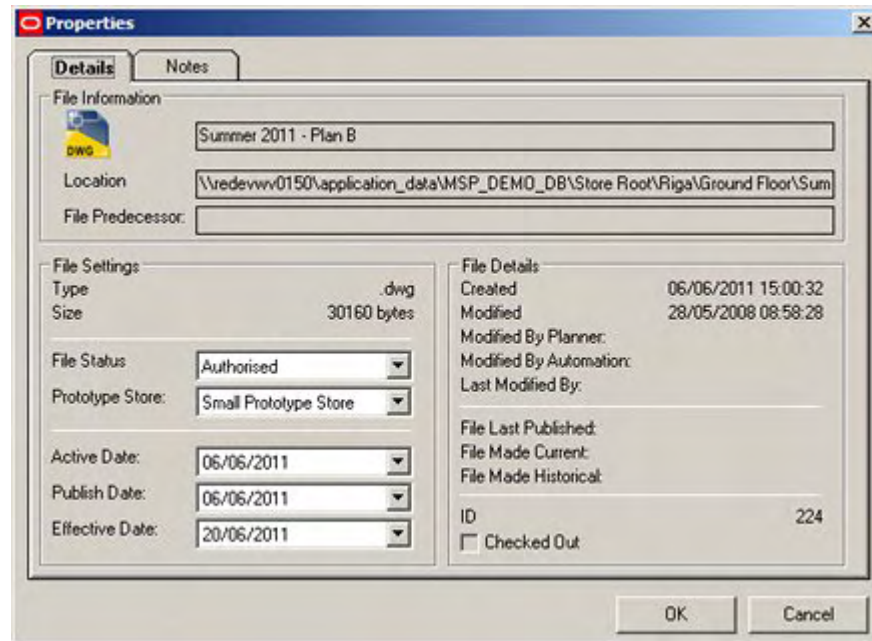 Properties
Details Notes
File Information
DWG
Summer 2011 - Plan B
Location \\redevwv0150\application_data\MSP_DEMO_DB\Store Root\Riga\Ground Floor\Sum
File Predecessor:
File Settings
Type .dwg
Size 30160 bytes
File Status Authorised
Prototype Store: Small Prototype Store
Active Date: 06/06/2011
Publish Date: 06/06/2011
Effective Date: 20/06/2011
File Details
Created 06/06/2011 15:00:32
Modified 28/05/2008 08:58:28
Modified By Planner:
Modified By Automation:
Last Modified By:
File Last Published:
File Made Current:
File Made Historical:
ID 224
Checked Out
OK Cancel